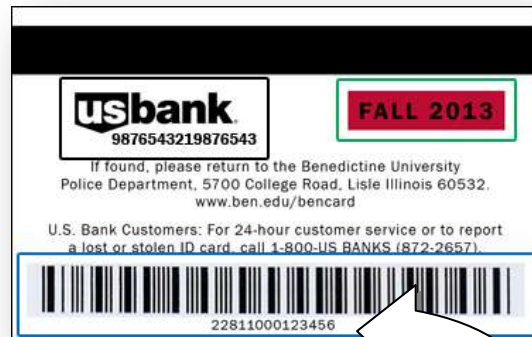 usbank.
9876543219876543
FALL 2013
If found, please return to the Benedictine University
Police Department, 5700 College Road, Lisle Illinois 60532.
www.ben.edu/bencard
U.S. Bank Customers: For 24-hour customer service or to report
a lost or stolen ID card, call 1-800-US BANKS (872-2657).
22811000123456